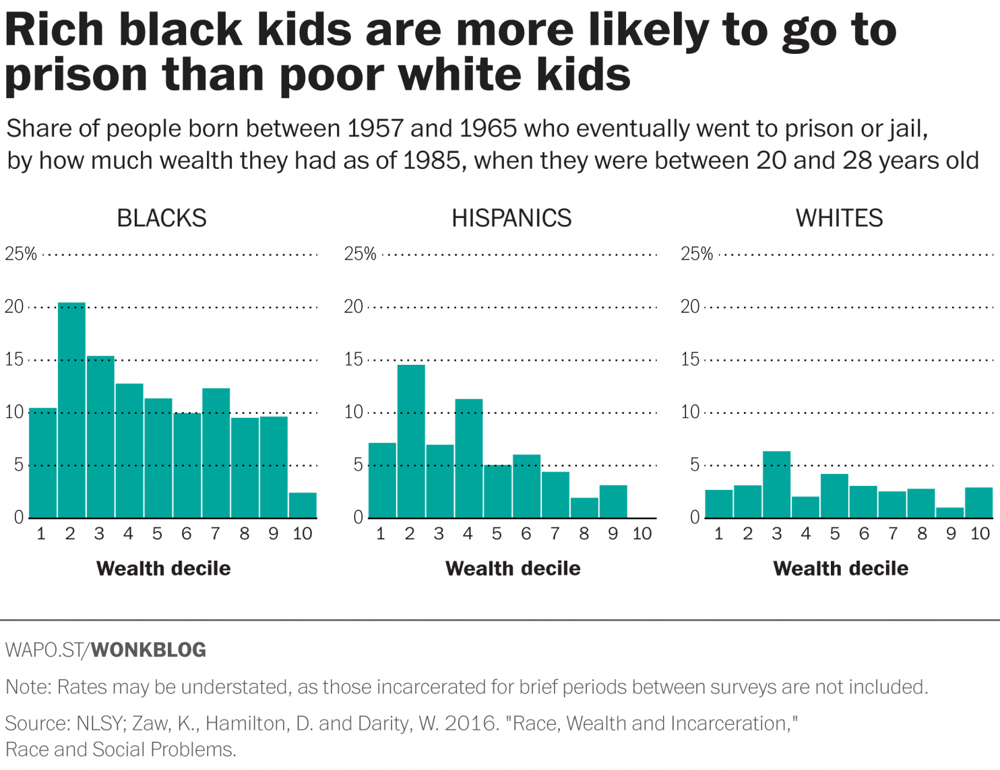 Rich black kids are more likely to go to
prison than poor white kids
Share of people born between 1957 and 1965 who eventually went to prison or jail,
by how much wealth they had as of 1985, when they were between 20 and 28 years old
BLACKS
25%
20
15
10
5
0
1 2 3 4 5 6 7 8 9 10
Wealth decile
HISPANICS
25%
20
15
10
5
0
1 2 3 4 5 6 7 8 9 10
Wealth decile
WHITES
25%
20
15
10
5
0
1 2 3 4 5 6 7 8 9 10
Wealth decile
WAPO.ST/WONKBLOG
Note: Rates may be understated, as those incarcerated for brief periods between surveys are not included.
Source: NLSY; Zaw, K., Hamilton, D. and Darity, W. 2016. "Race, Wealth and Incarceration,"
Race and Social Problems.